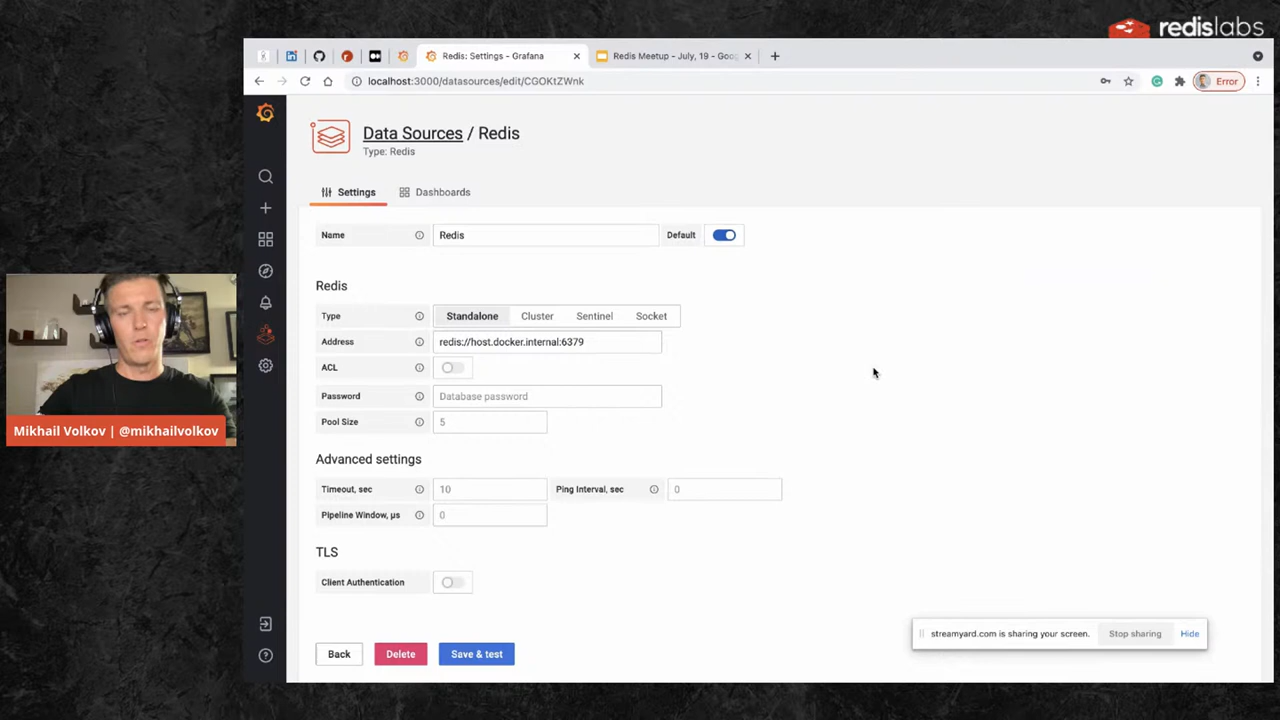 redislabs
Redis: Settings - Grafana
Redis Meetup - July, 19 - Goo
localhost:3000/datasources/edit/CGOKtZWnk
Error
Data Sources / Redis
Type: Redis
Settings
Dashboards
Name
Redis
Default
Redis
Type
Standalone
Cluster
Sentinel
Socket
Address
redis://host.docker.internal:6379
ACL
Password
Database password
Pool Size
5
Advanced settings
Timeout, sec
10
Ping Interval, sec
0
Pipeline Window, μs
0
TLS
Client Authentication
Back
Delete
Save & test
streamyard.com is sharing your screen.
Stop sharing
Hide
Mikhail Volkov | @mikhailvolkov